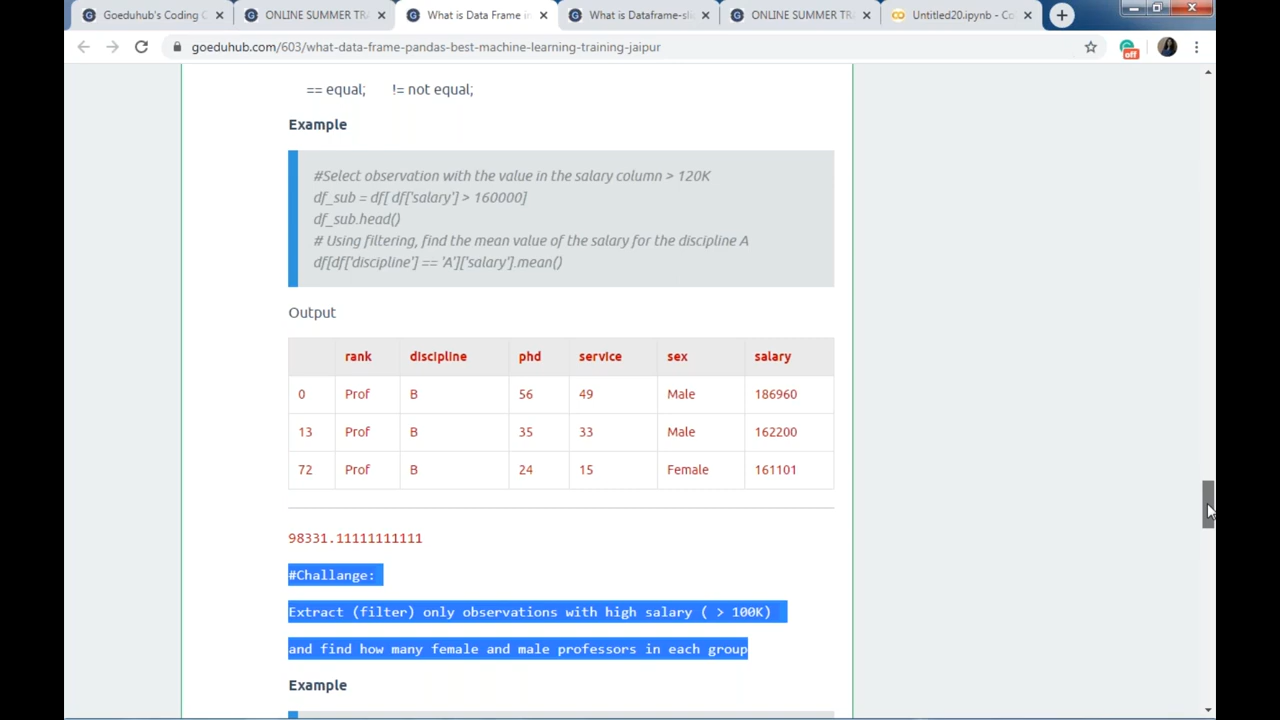 Goeduhub's Coding C
ONLINE SUMMER TRA
What is Data Frame in
What is Dataframe-sli
ONLINE SUMMER TRA
Untitled20.ipynb - Co
goeduhub.com/603/what-data-frame-pandas-best-machine-learning-training-jaipur
off
== equal; != not equal;
Example
#Select observation with the value in the salary column > 120K
df_sub = df[ df['salary'] > 160000]
df_sub.head()
# Using filtering, find the mean value of the salary for the discipline A
df[df['discipline'] == 'A']['salary'].mean()
Output
rank discipline phd service sex salary
0 Prof B 56 49 Male 186960
13 Prof B 35 33 Male 162200
72 Prof B 24 15 Female 161101
98331.11111111111
#Challange:
Extract (filter) only observations with high salary ( > 100K)
and find how many female and male professors in each group
Example